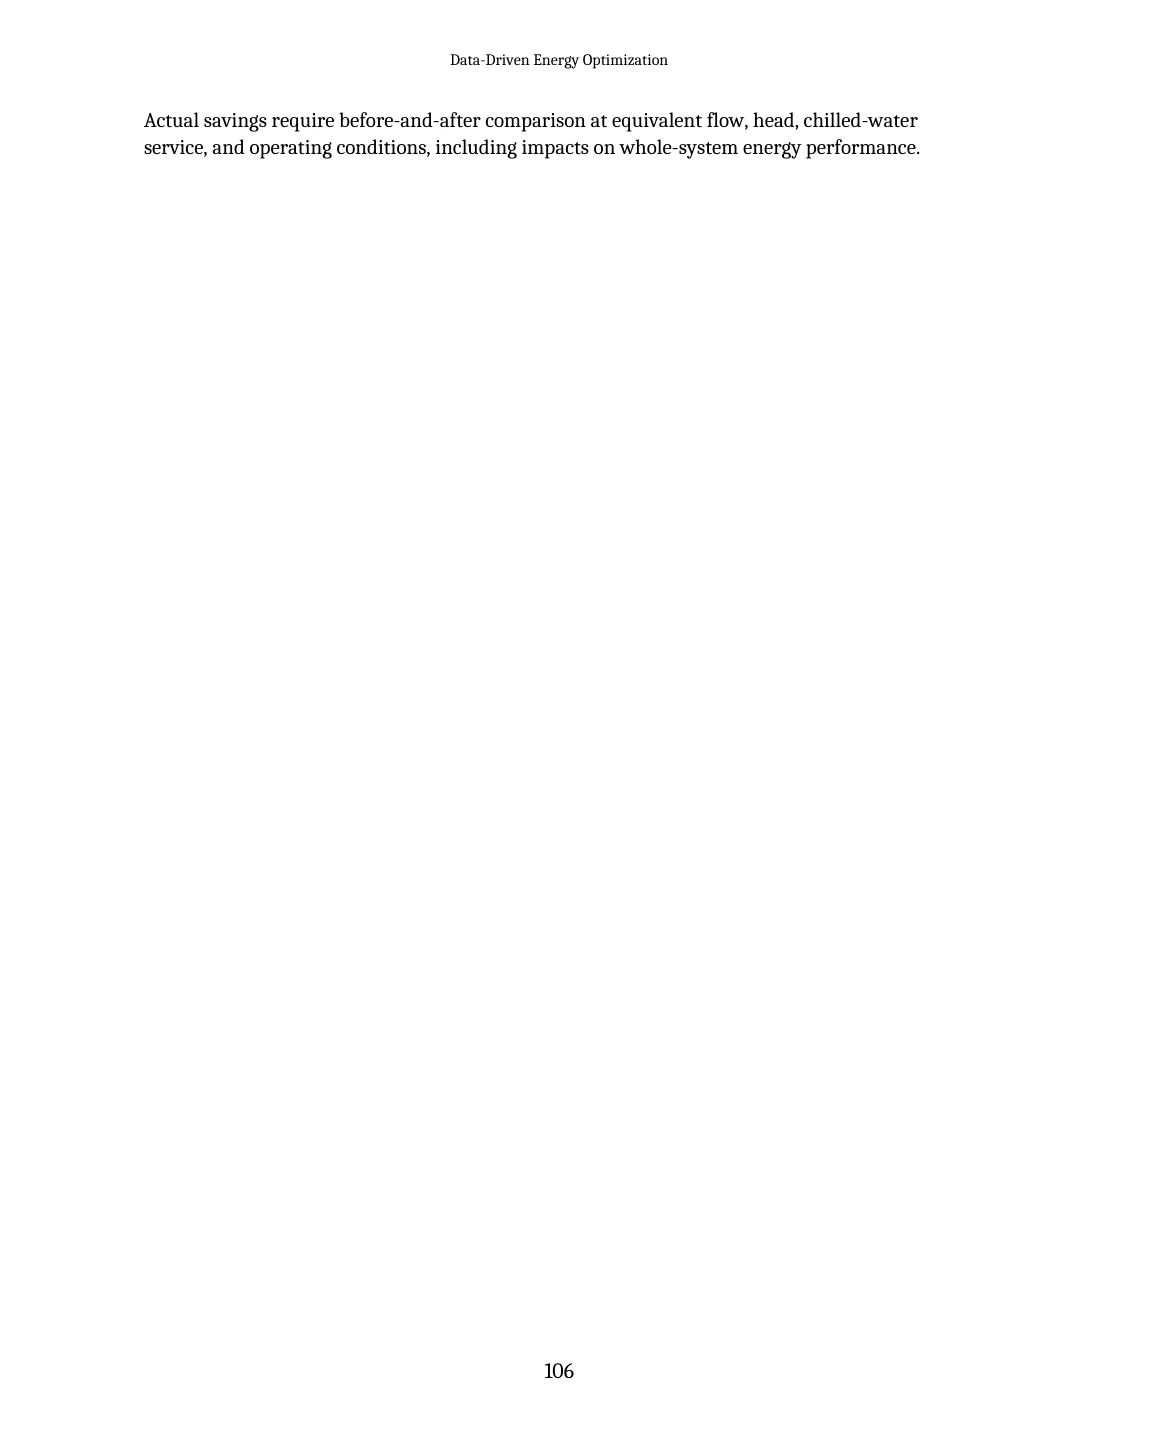 Data-Driven Energy Optimization
Actual savings require before-and-after comparison at equivalent flow, head, chilled-water
service, and operating conditions, including impacts on whole-system energy performance.
106